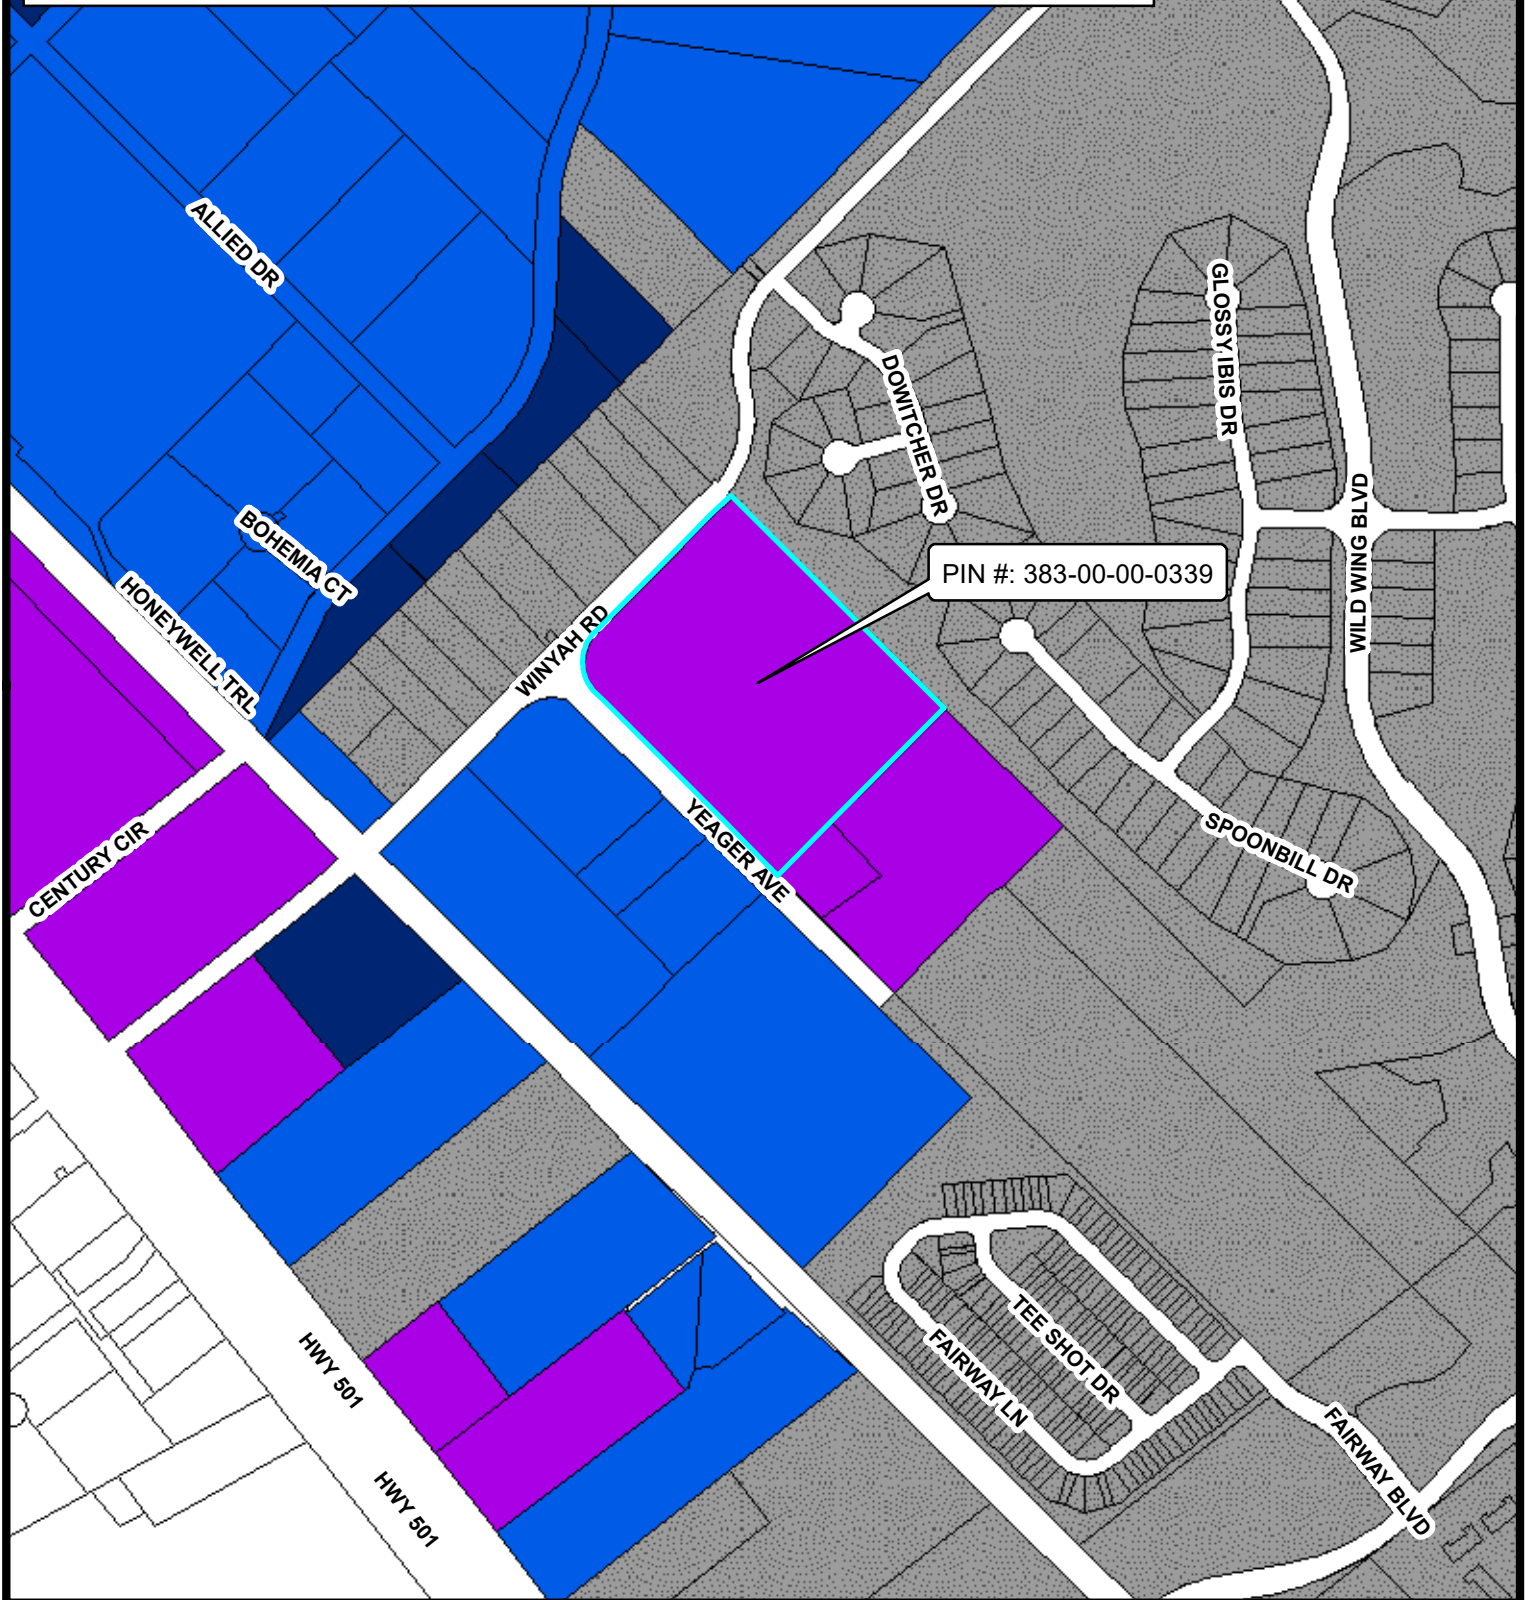 ALLIED DR
GLOSSY IBIS DR
DOWITCHER DR
WILD WING BLVD
BOHEMIA CT
PIN #: 383-00-00-0339
HONEYWELL TRL
WINYAH RD
CENTURY CIR
YEAGER AVE
SPOONBILL DR
HWY 501
TEE SHOT DR
FAIRWAY LN
FAIRWAY BLVD
HWY 501